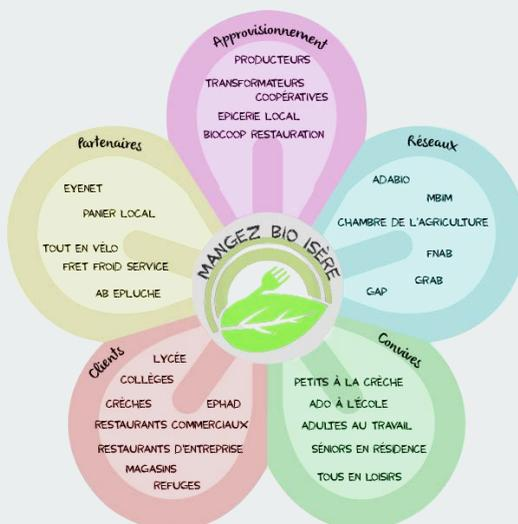 Approvisionnement
PRODUCTEURS
TRANSFORMATEURS
COOPÉRATIVES
EPICERIE LOCAL
BIOCOOP RESTAURATION
Partenaires
EYENET
PANIER LOCAL
TOUT EN VÉLO
FRET FROID SERVICE
AB EPLUCHE
Réseaux
ADABIO
MBIM
CHAMBRE DE L'AGRICULTURE
FNAB
GRAB
GAP
MANGEZ BIO ISÈRE
Clients
LYCÉE
COLLÈGES
CRÈCHES
EPHAD
RESTAURANTS COMMERCIAUX
RESTAURANTS D'ENTREPRISE
MAGASINS
REFUGES
Convives
PETITS À LA CRÈCHE
ADO À L'ÉCOLE
ADULTES AU TRAVAIL
SÉNIORS EN RÉSIDENCE
TOUS EN LOISIRS